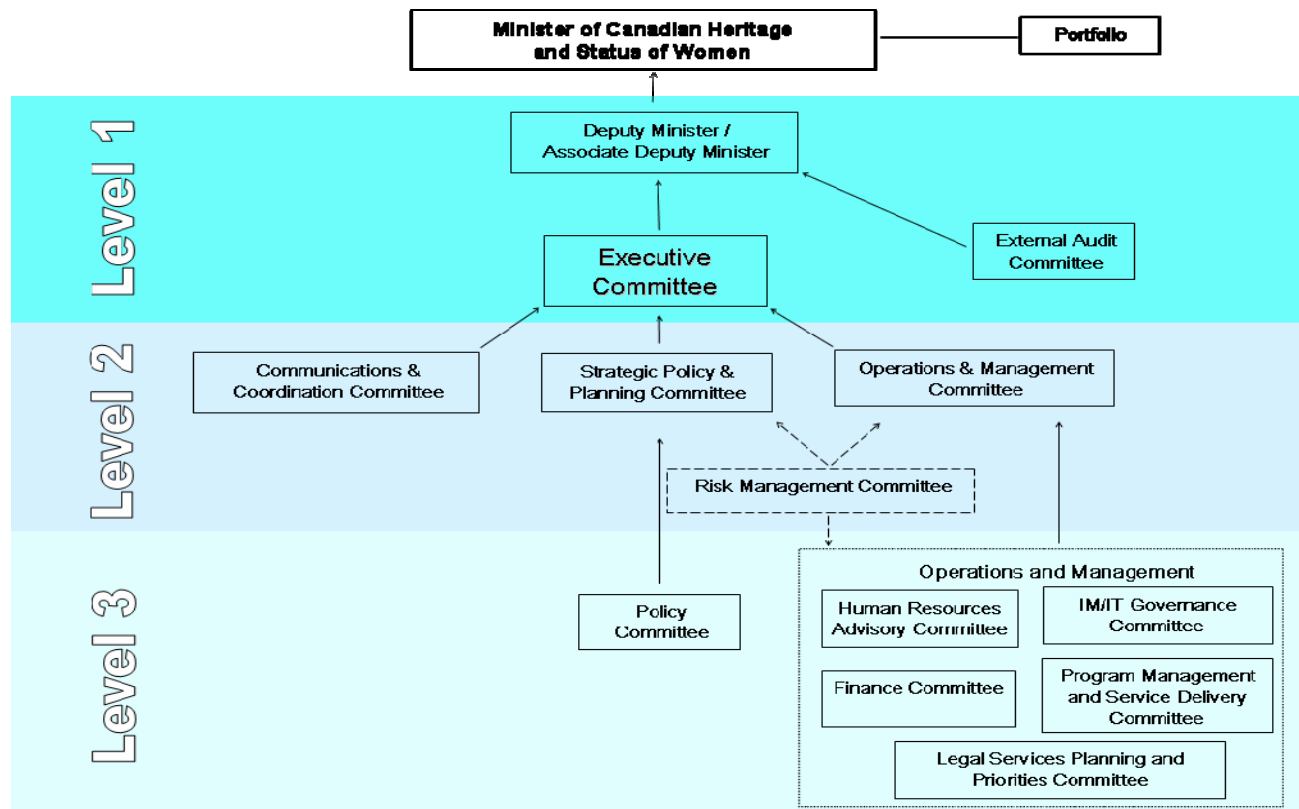 Minister of Canadian Heritage
and Status of Women
Portfolio
Level 1
Deputy Minister /
Associate Deputy Minister
External Audit
Committee
Executive
Committee
Level 2
Communications &
Coordination Committee
Strategic Policy &
Planning Committee
Operations & Management
Committee
Risk Management Committee
Level 3
Policy
Committee
Operations and Management
Human Resources
Advisory Committee
IM/IT Governance
Committee
Finance Committee
Program Management
and Service Delivery
Committee
Legal Services Planning and
Priorities Committee